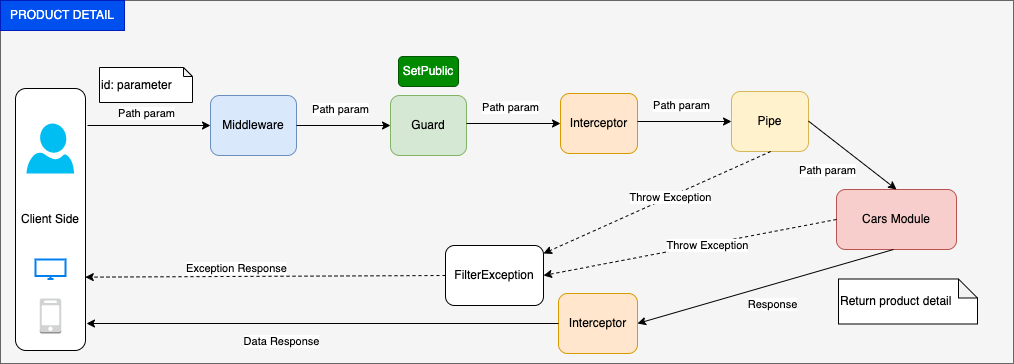 PRODUCT DETAIL
SetPublic
id: parameter
Path param
Middleware
Path param
Guard
Path param
Interceptor
Path param
Pipe
Path param
Throw Exception
Client Side
Cars Module
Throw Exception
Exception Response
FilterException
Return product detail
Response
Interceptor
Data Response